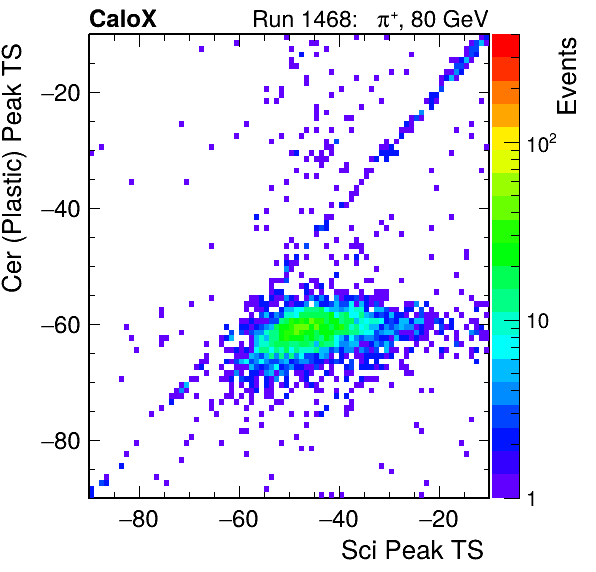 CaloX Run 1468: π⁺, 80 GeV
Cer (Plastic) Peak TS
−20
−40
−60
−80
−80 −60 −40 −20
Sci Peak TS
Events
10²
10
1